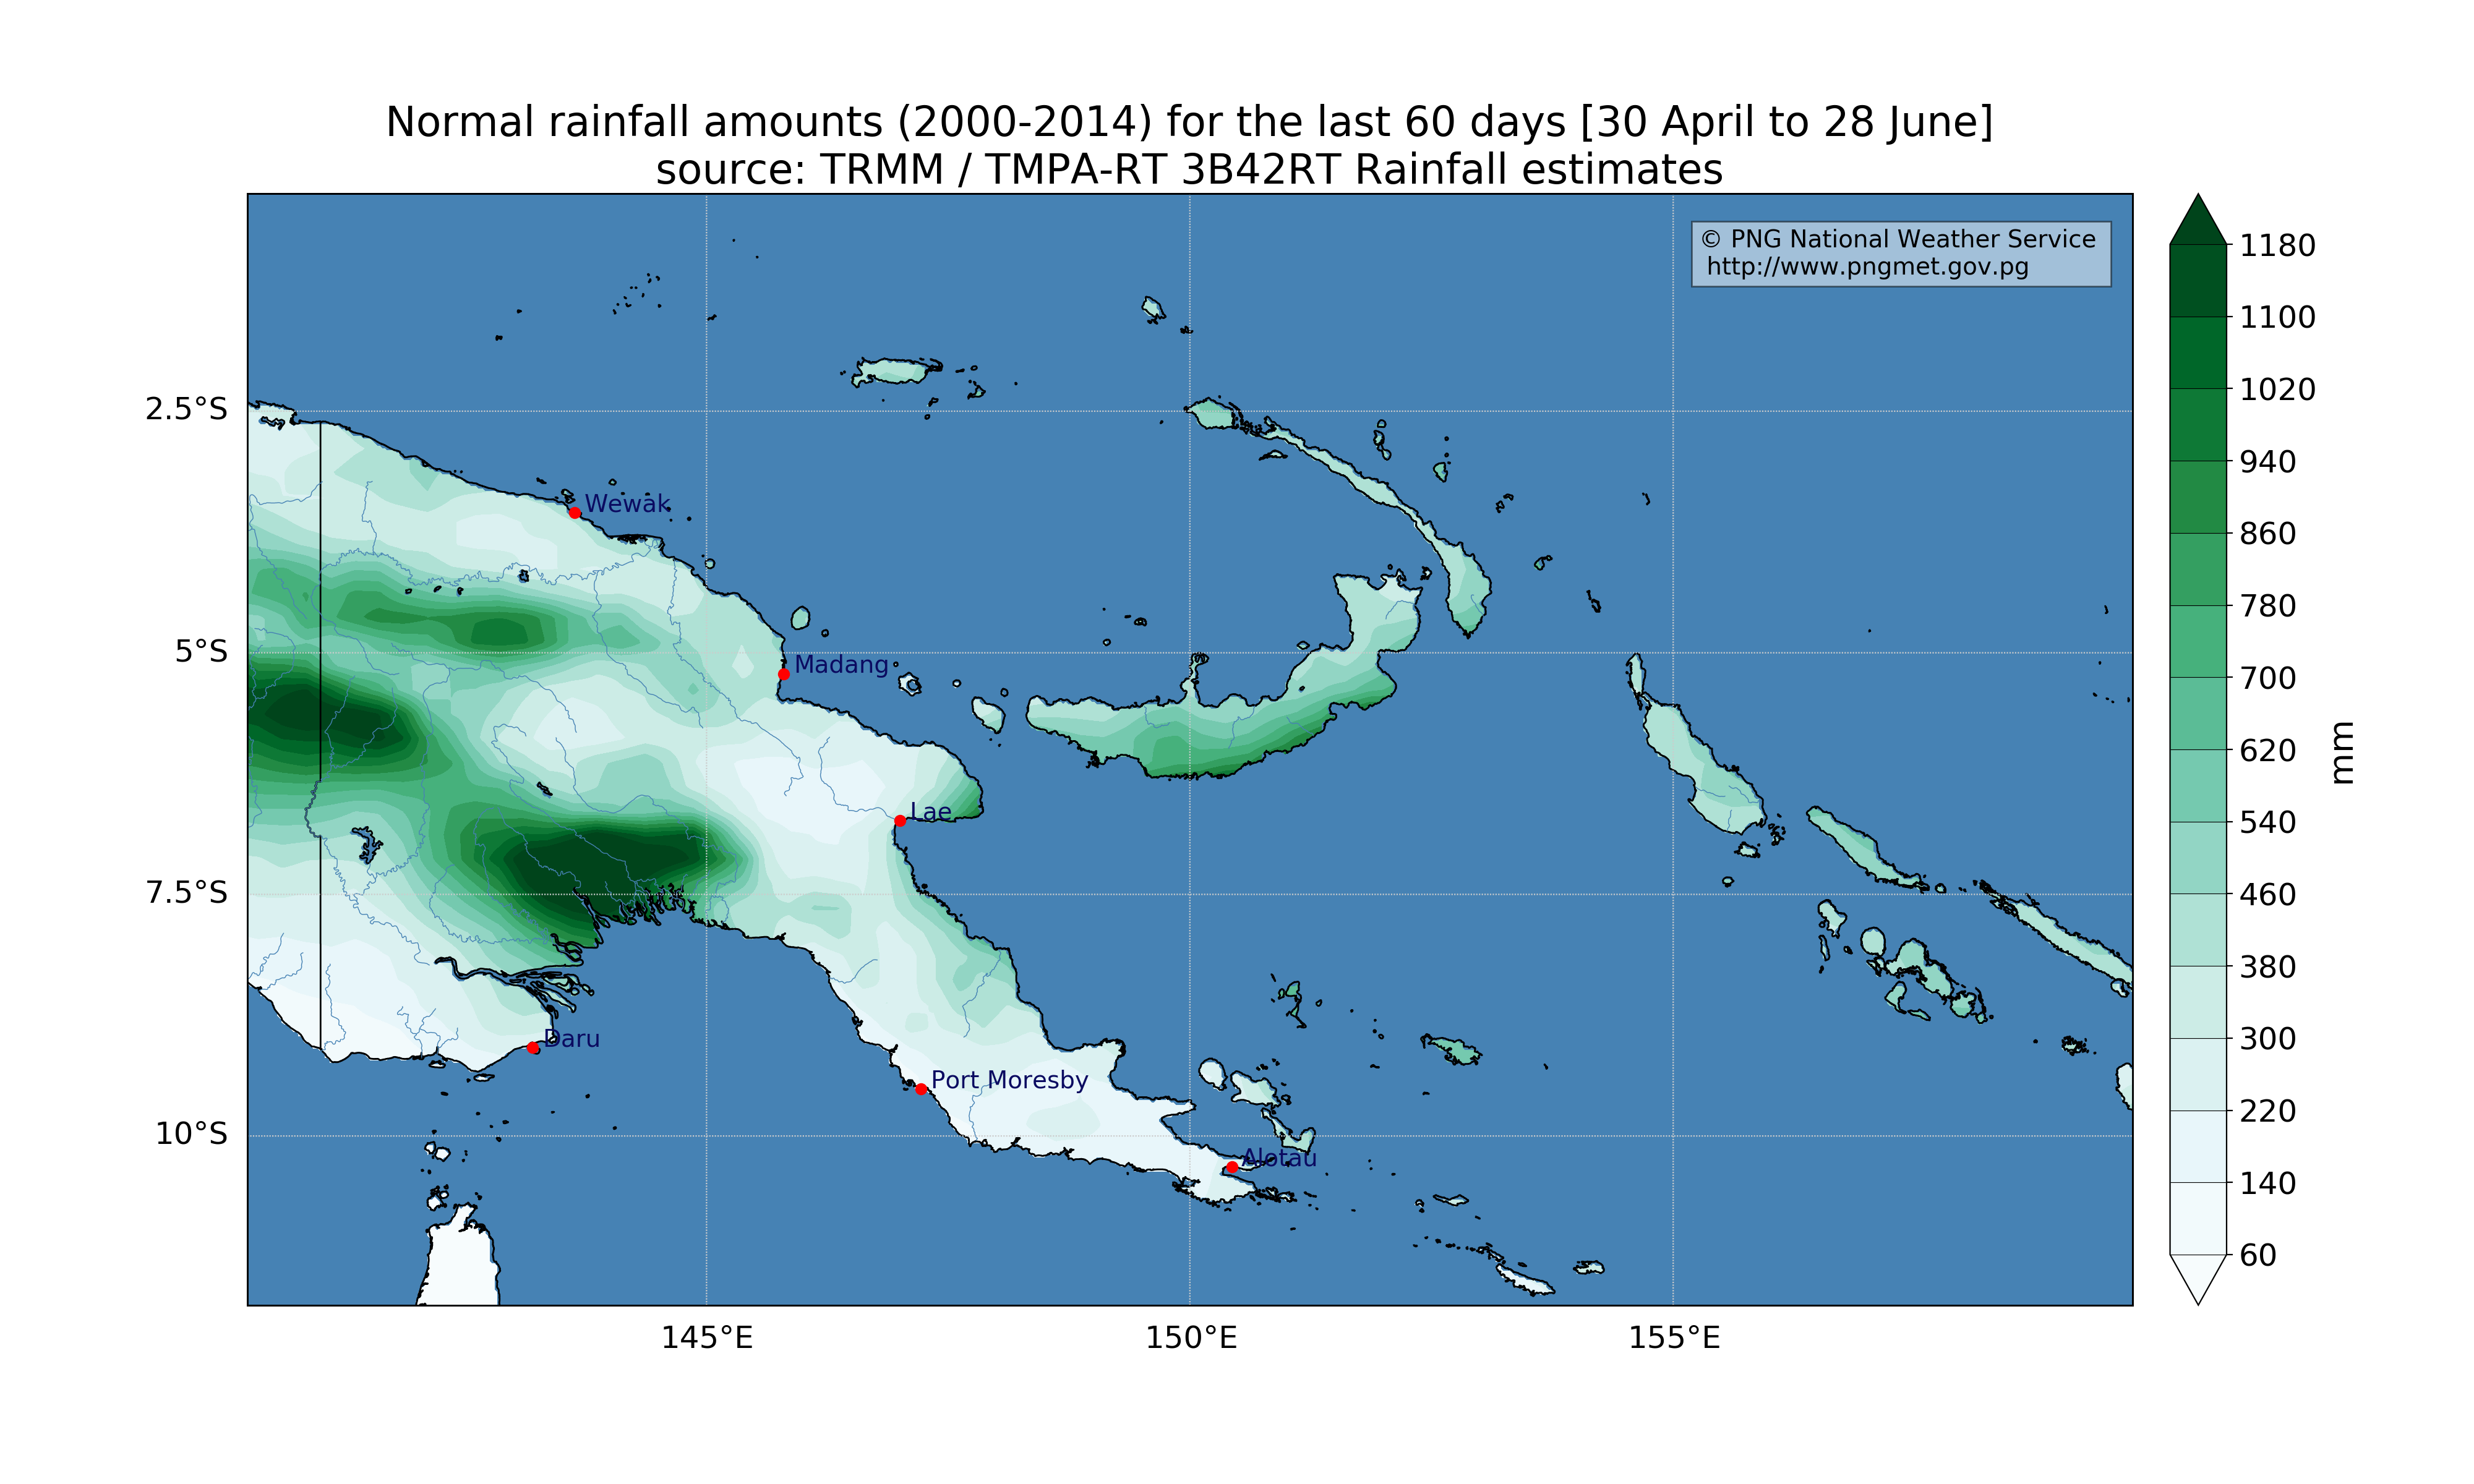 Normal rainfall amounts (2000-2014) for the last 60 days [30 April to 28 June]
source: TRMM / TMPA-RT 3B42RT Rainfall estimates
© PNG National Weather Service
http://www.pngmet.gov.pg
1180
1100
1020
940
860
780
700
620
540
460
380
300
220
140
60
mm
2.5°S
5°S
7.5°S
10°S
Wewak
Madang
Lae
Daru
Port Moresby
Alotau
145°E
150°E
155°E